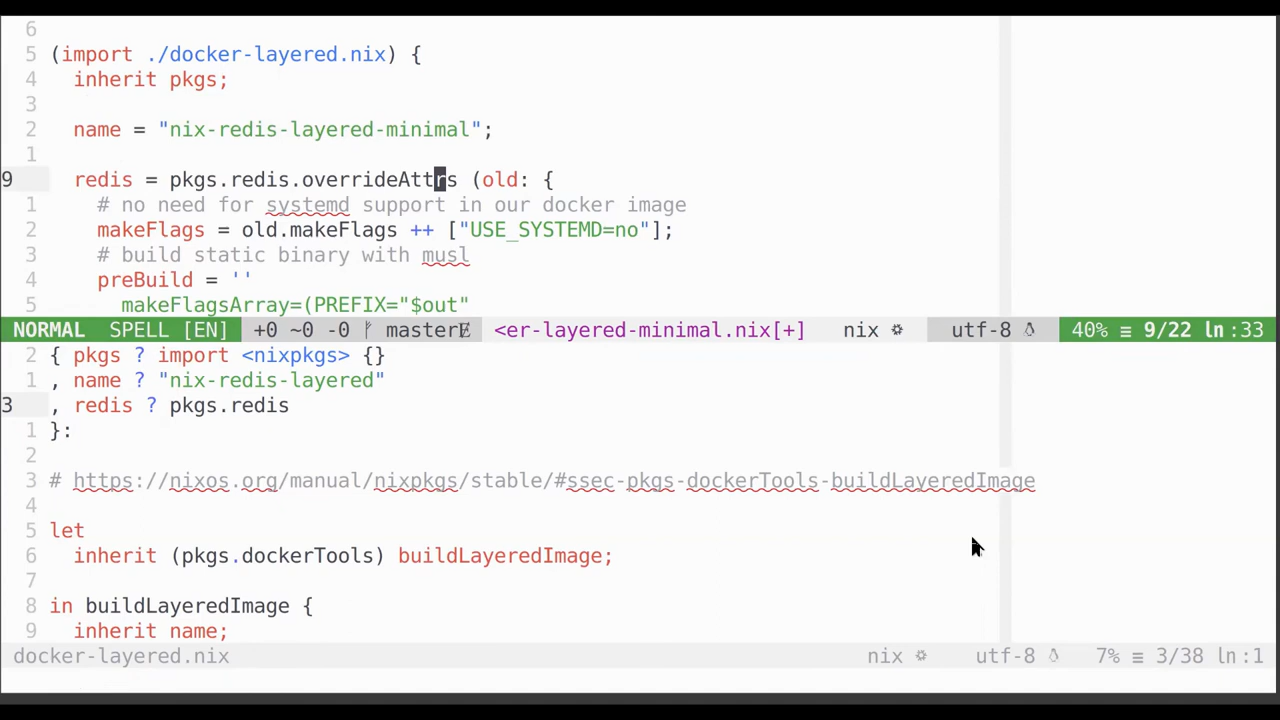 6
5 (import ./docker-layered.nix) {
4 inherit pkgs;
3
2 name = "nix-redis-layered-minimal";
1
9 redis = pkgs.redis.overrideAttrs (old: {
1 # no need for systemd support in our docker image
2 makeFlags = old.makeFlags ++ ["USE_SYSTEMD=no"];
3 # build static binary with musl
4 preBuild = ''
5 makeFlagsArray=(PREFIX="$out"
NORMAL SPELL [EN] +0 ~0 -0 ᚠ master <er-layered-minimal.nix[+] nix utf-8 40% ≡ 9/22 ln:33
2 { pkgs ? import <nixpkgs> {}
1 , name ? "nix-redis-layered"
3 , redis ? pkgs.redis
1 }:
2
3 # https://nixos.org/manual/nixpkgs/stable/#ssec-pkgs-dockerTools-buildLayeredImage
4
5 let
6 inherit (pkgs.dockerTools) buildLayeredImage;
7
8 in buildLayeredImage {
9 inherit name;
docker-layered.nix nix utf-8 7% ≡ 3/38 ln:1